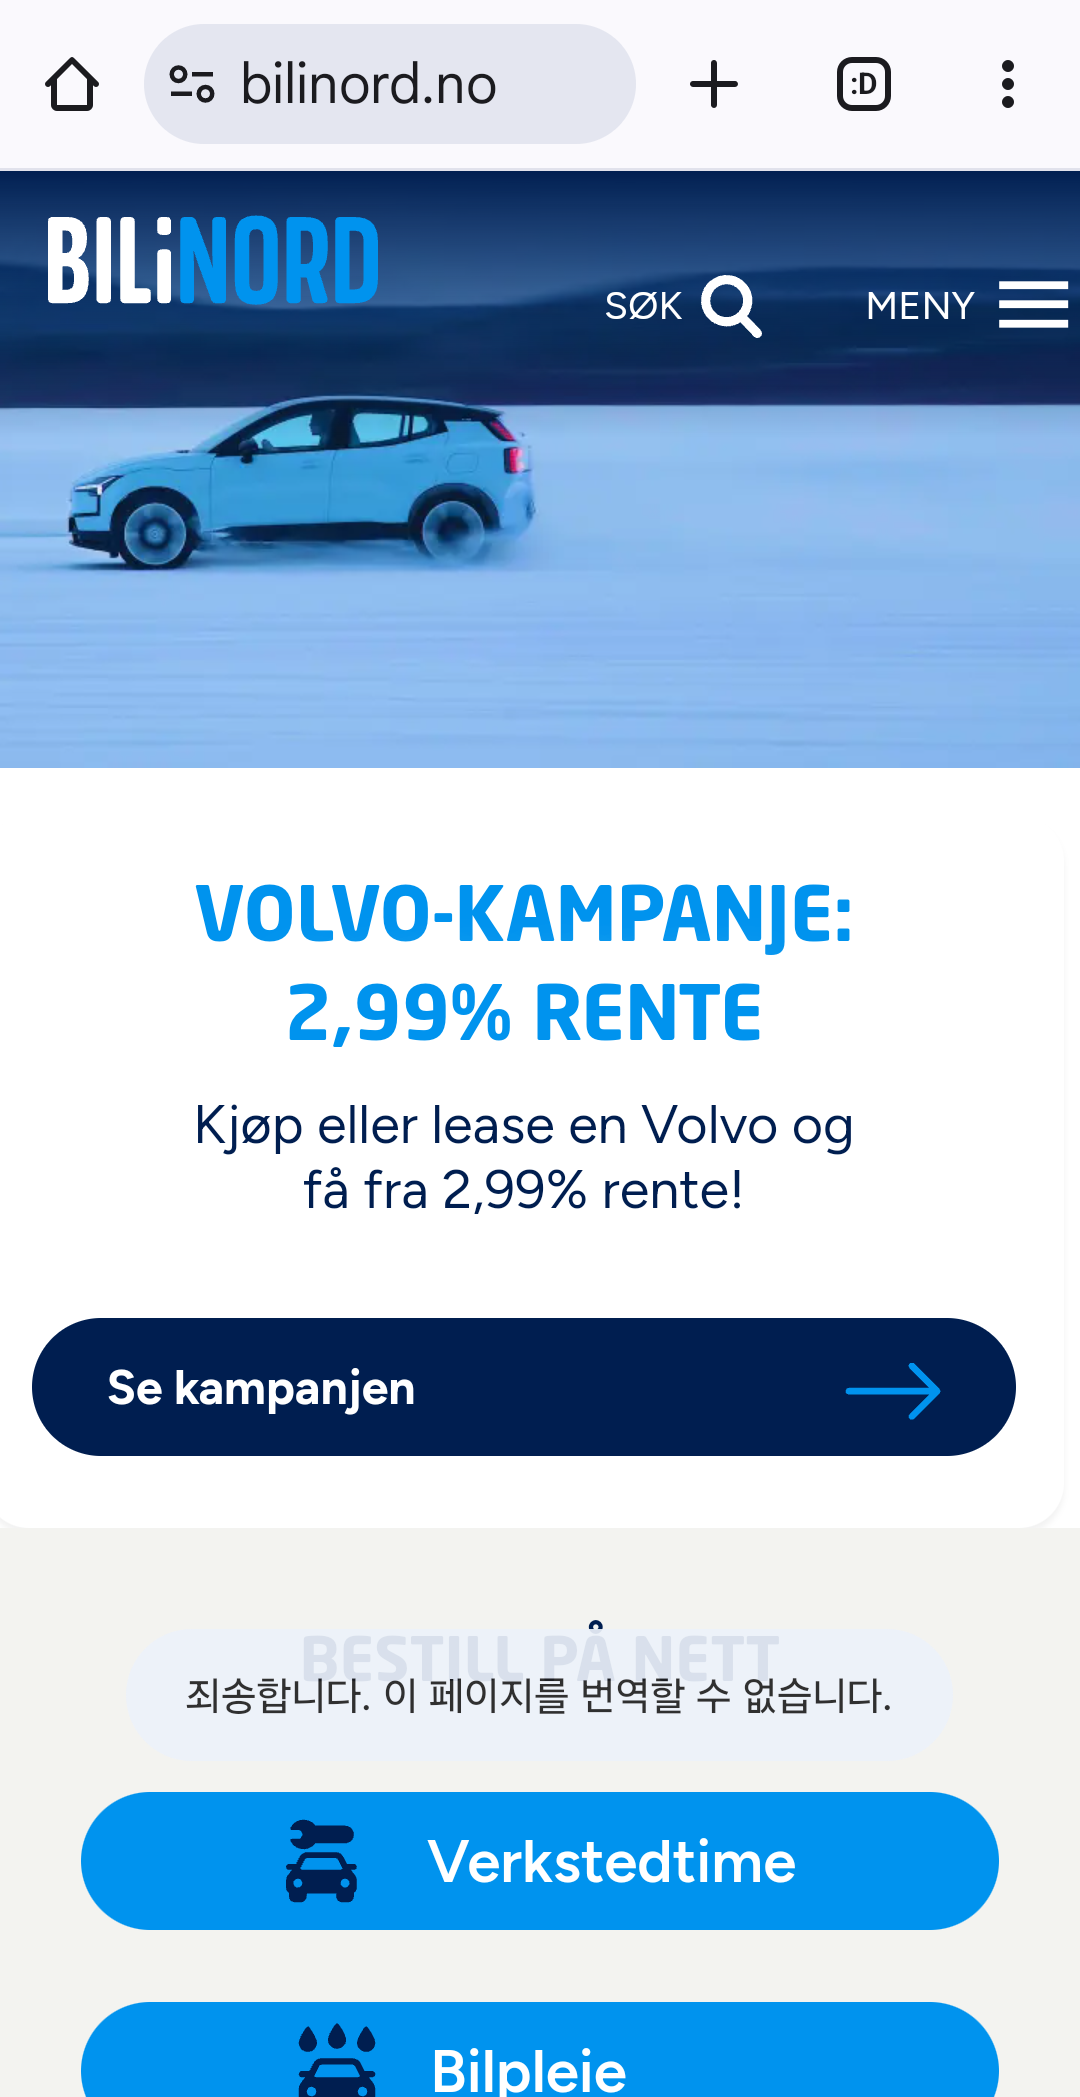 bilinord.no
:D
BILiNORD
SØK
MENY
VOLVO-KAMPANJE:
2,99% RENTE
Kjøp eller lease en Volvo og
få fra 2,99% rente!
Se kampanjen
BESTILL PÅ NETT
죄송합니다. 이 페이지를 번역할 수 없습니다.
Verkstedtime
Bilpleie